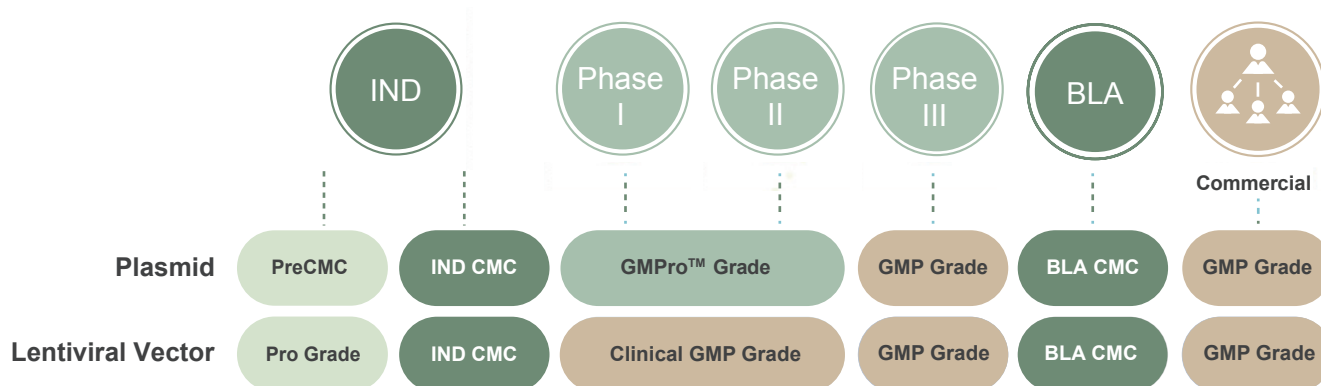 IND
Phase
I
Phase
II
Phase
III
BLA
Commercial
Plasmid
PreCMC
IND CMC
GMPro™ Grade
GMP Grade
BLA CMC
GMP Grade
Lentiviral Vector
Pro Grade
IND CMC
Clinical GMP Grade
GMP Grade
BLA CMC
GMP Grade